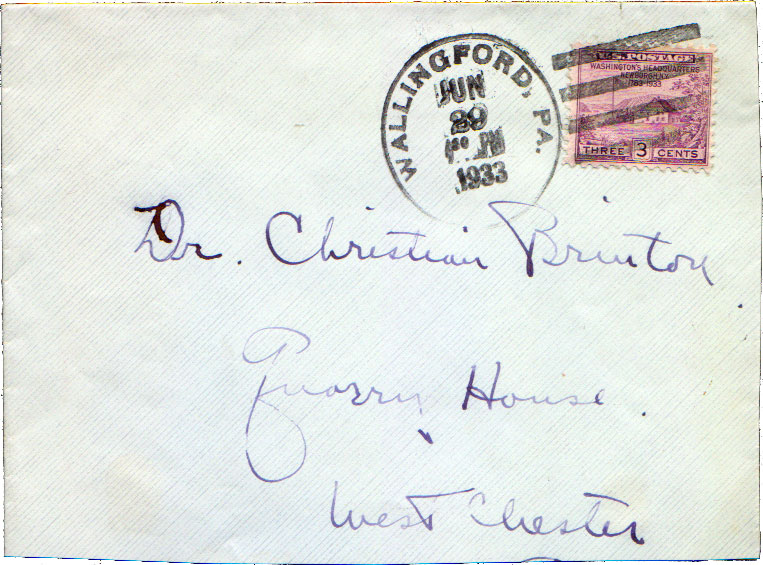 WALLINGFORD, PA.
JUN
29
PM
1933
U.S. POSTAGE
WASHINGTON'S HEADQUARTERS
NEWBURGH, N.Y.
1783-1933
THREE 3 CENTS
Dr. Christian Brinton
Quarry House.
West Chester